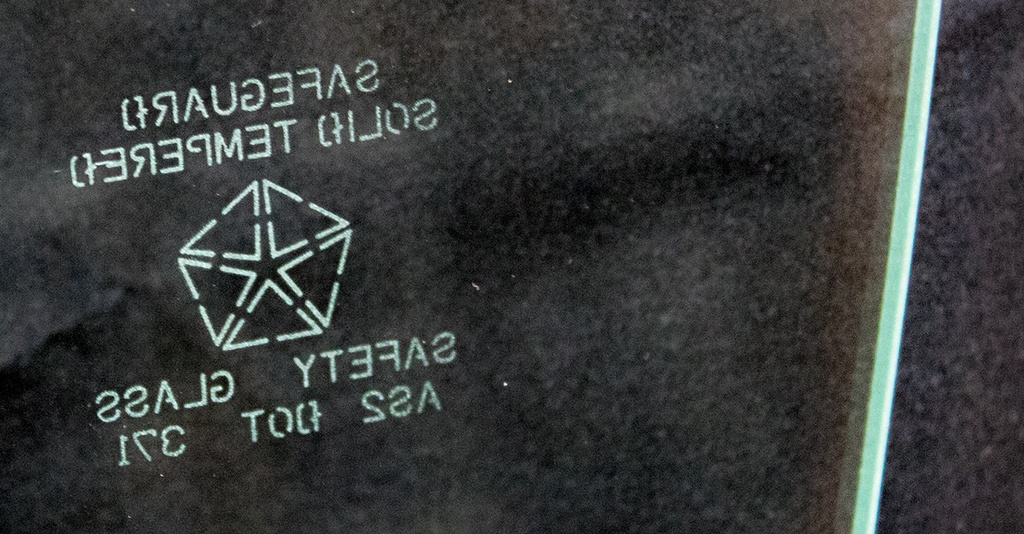 SAFEGUARD
SOLID TEMPERED
SAFETY GLASS
AS2 DOT 371